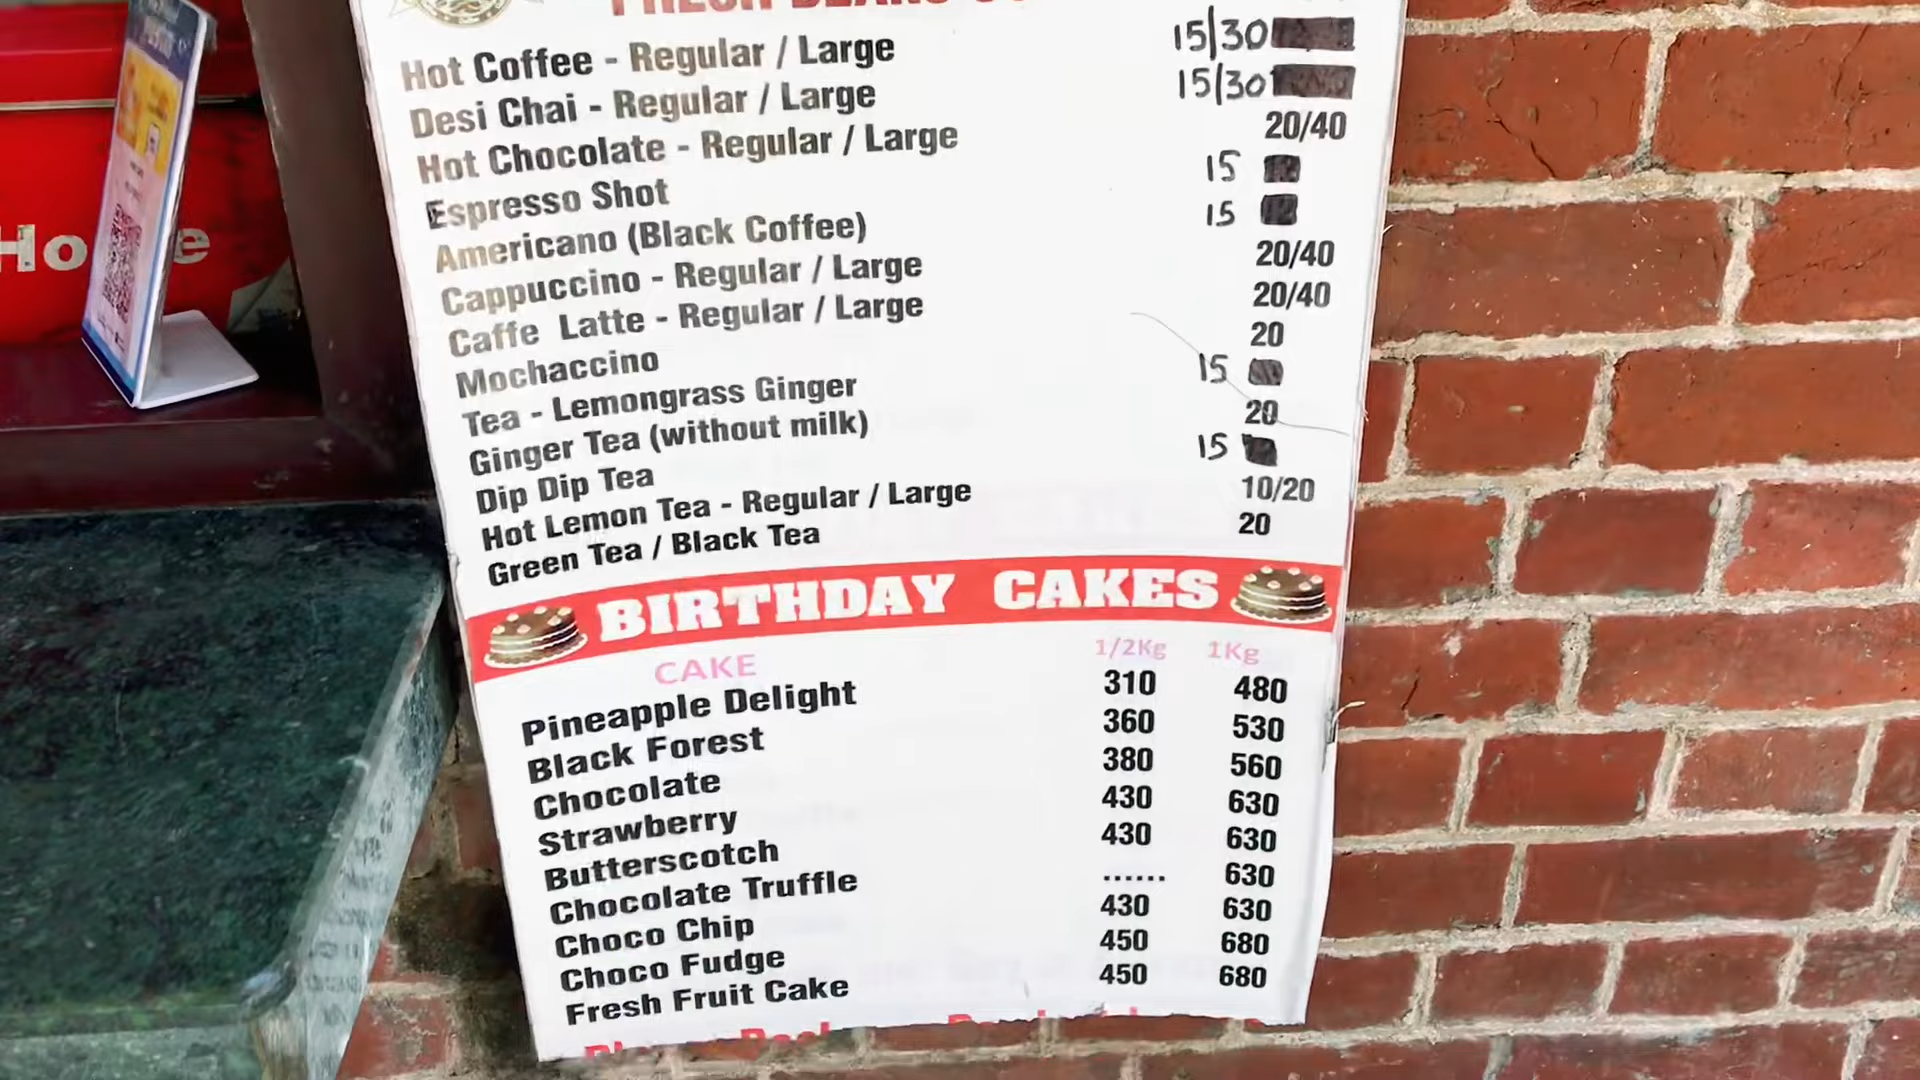 Ho e
Hot Coffee - Regular / Large 15/30
Desi Chai - Regular / Large 15/30
Hot Chocolate - Regular / Large 20/40
Espresso Shot 15
Americano (Black Coffee) 15
Cappuccino - Regular / Large 20/40
Caffe Latte - Regular / Large 20/40
Mochaccino 20
Tea - Lemongrass Ginger 15
Ginger Tea (without milk) 20
Dip Dip Tea 15
Hot Lemon Tea - Regular / Large 10/20
Green Tea / Black Tea 20
BIRTHDAY CAKES
CAKE 1/2Kg 1Kg
Pineapple Delight 310 480
Black Forest 360 530
Chocolate 380 560
Strawberry 430 630
Butterscotch 430 630
Chocolate Truffle ...... 630
Choco Chip 430 630
Choco Fudge 450 680
Fresh Fruit Cake 450 680